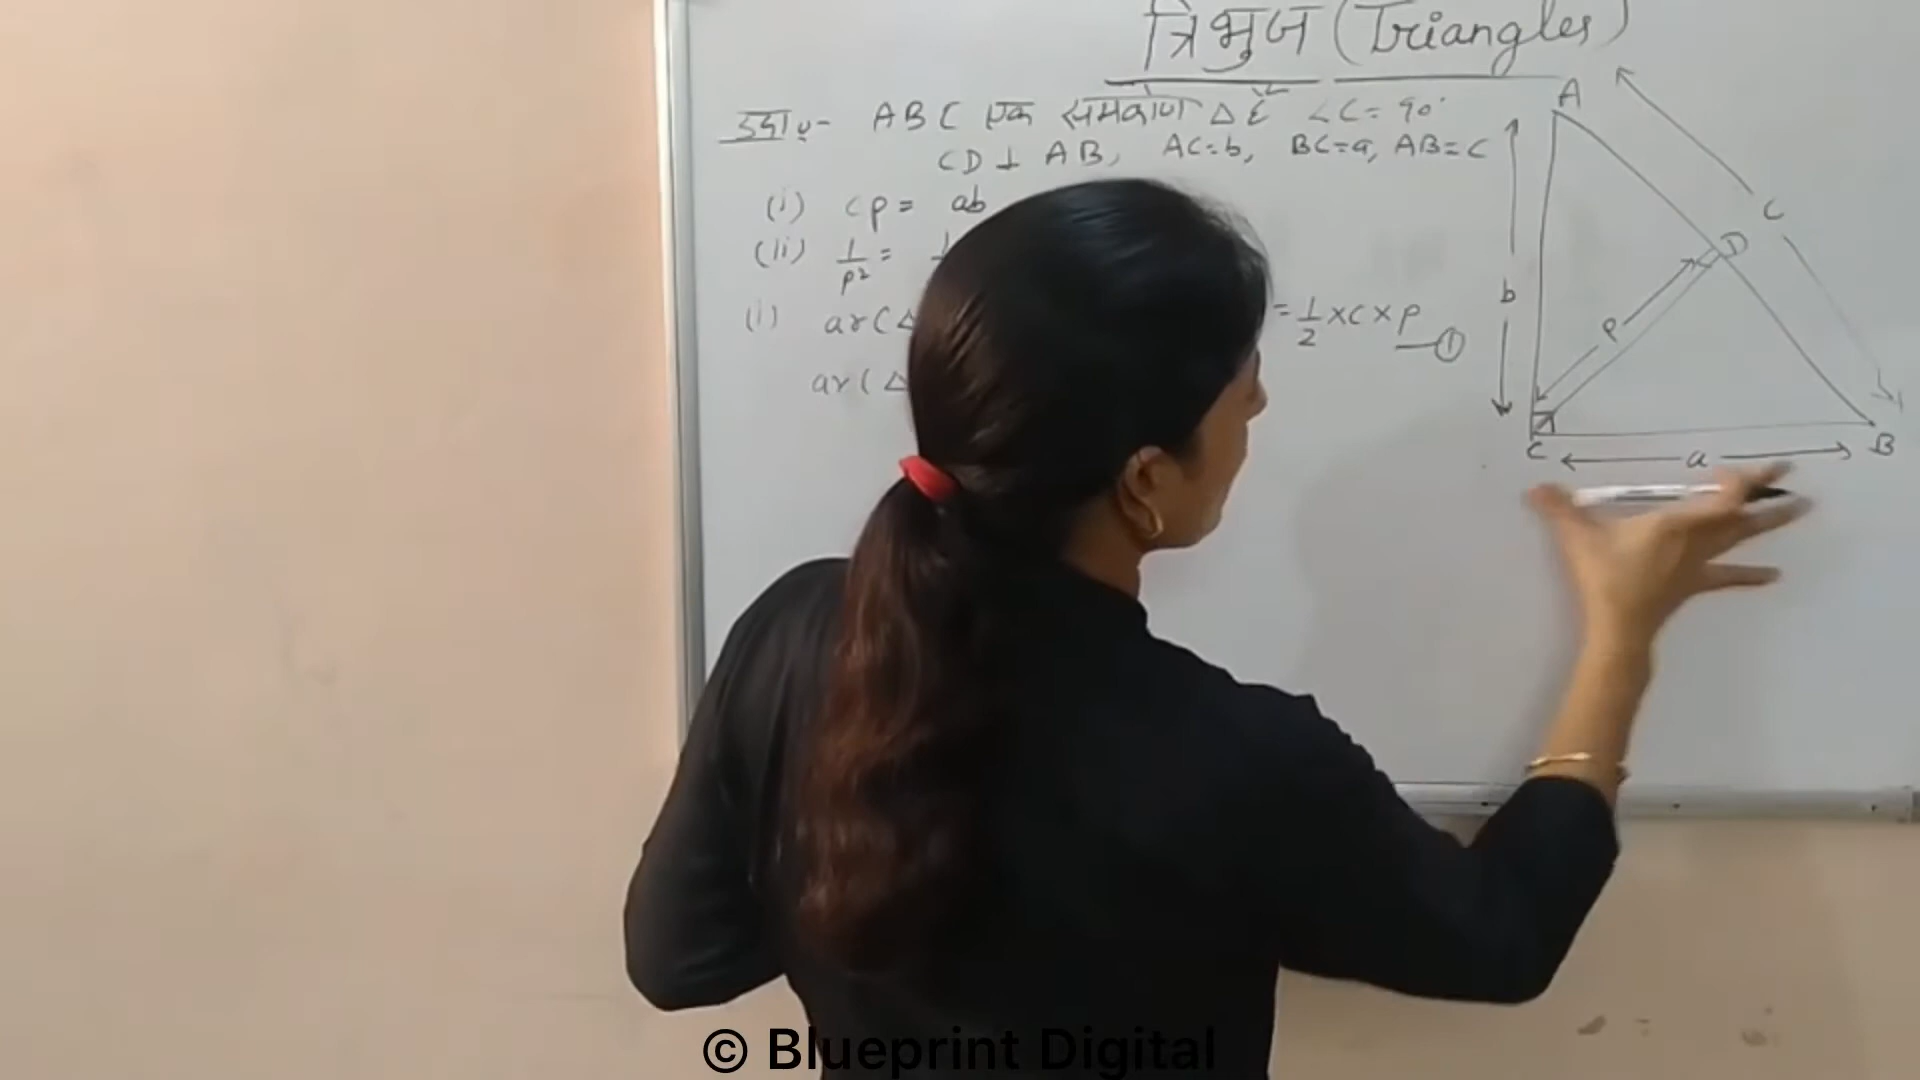 त्रिभुज (Triangles)
उदा०- ABC एक समकोण Δ है ∠C = 90°
CD ⊥ AB, AC=b, BC=a, AB=C
(i) cp = ab
(ii) 1/p² =
(i) ar(Δ = 1/2 × C × P —①
ar(Δ
A
D
C
b
P
C
a
B
© Blueprint Digital